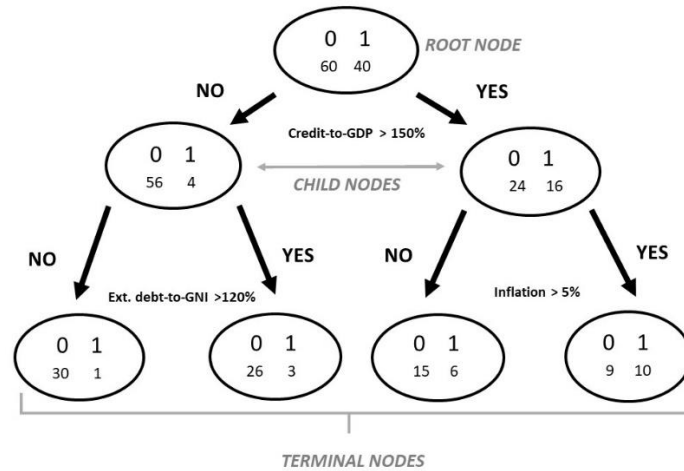 0 1
ROOT NODE
60 40
NO
YES
Credit-to-GDP > 150%
0 1
0 1
56 4
CHILD NODES
24 16
NO
YES
NO
YES
Ext. debt-to-GNI >120%
Inflation > 5%
0 1
0 1
0 1
0 1
30 1
26 3
15 6
9 10
TERMINAL NODES